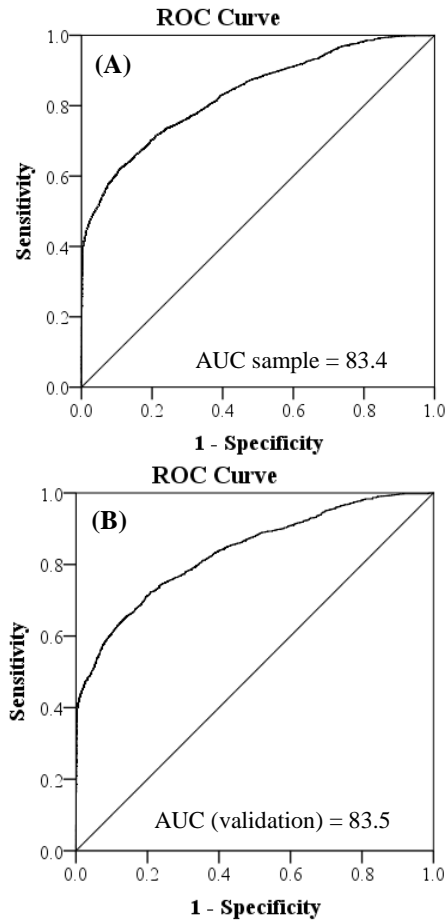 ROC Curve
(A)
1.0
0.8
0.6
0.4
0.2
0.0
Sensitivity
AUC sample = 83.4
0.0 0.2 0.4 0.6 0.8 1.0
1 - Specificity
ROC Curve
(B)
1.0
0.8
0.6
0.4
0.2
0.0
Sensitivity
AUC (validation) = 83.5
0.0 0.2 0.4 0.6 0.8 1.0
1 - Specificity